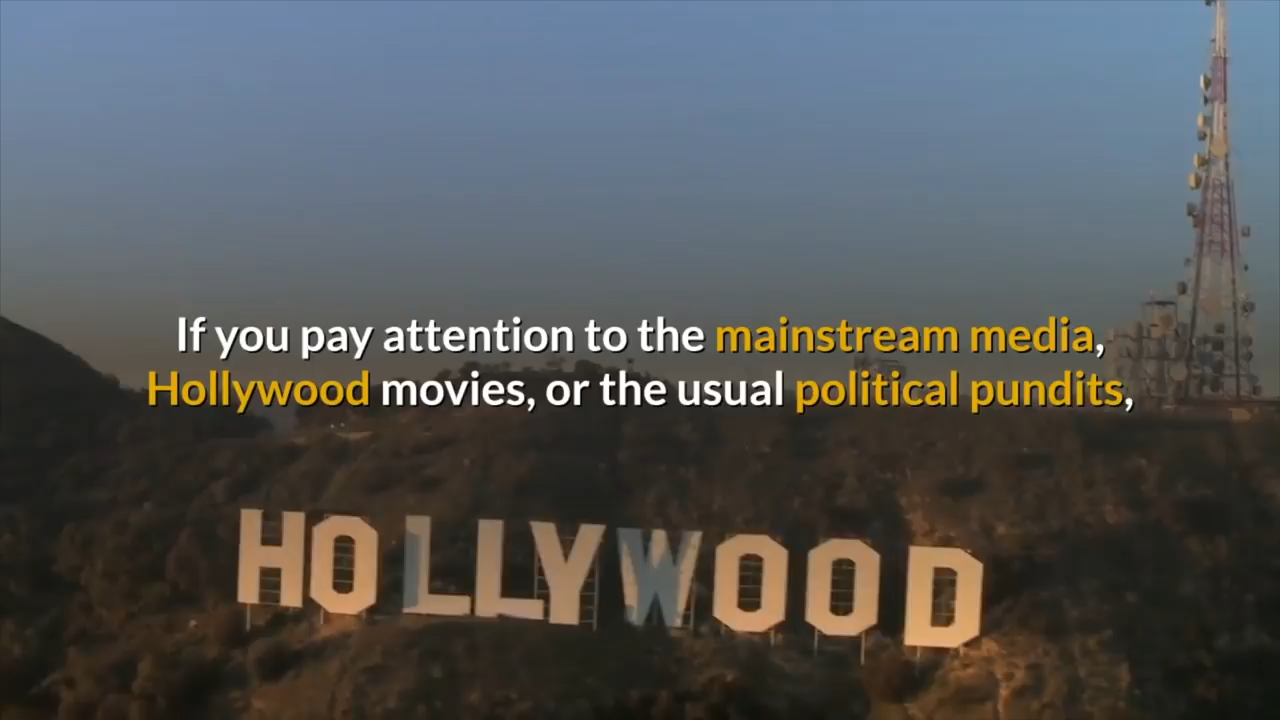 If you pay attention to the mainstream media,
Hollywood movies, or the usual political pundits,
HOLLYWOOD